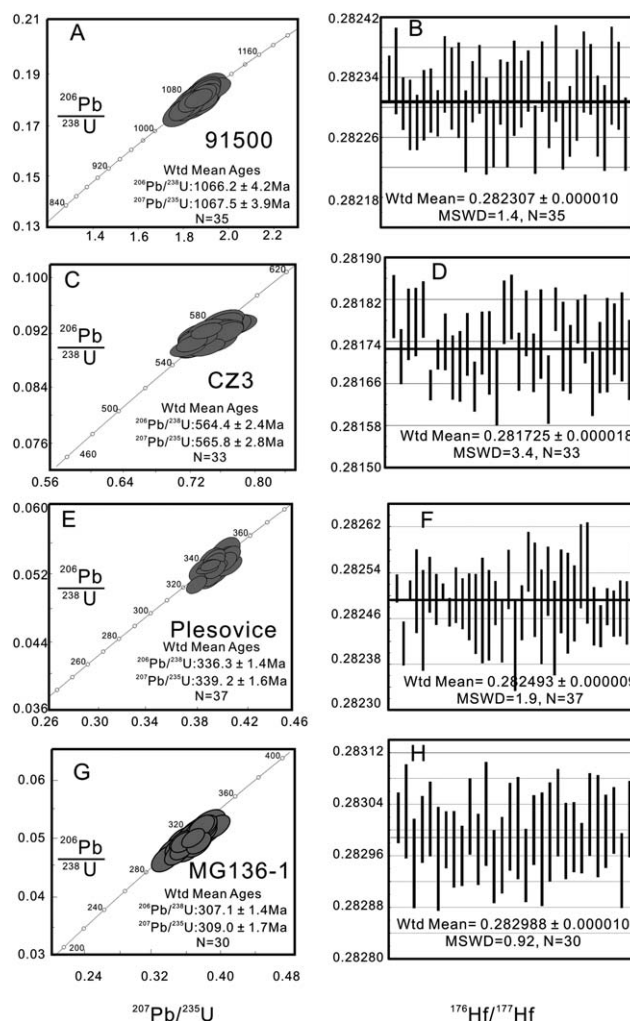 A
0.21
0.19
0.17
0.15
0.13
²⁰⁶Pb
²³⁸U
1160
1080
1000
920
840
91500
Wtd Mean Ages
²⁰⁶Pb/²³⁸U:1066.2 ± 4.2Ma
²⁰⁷Pb/²³⁵U:1067.5 ± 3.9Ma
N=35
1.4 1.6 1.8 2.0 2.2
B
0.28242
0.28234
0.28226
0.28218
Wtd Mean= 0.282307 ± 0.000010
MSWD=1.4, N=35
C
0.100
0.092
0.084
0.076
²⁰⁶Pb
²³⁸U
620
580
540
500
460
CZ3
Wtd Mean Ages
²⁰⁶Pb/²³⁸U:564.4 ± 2.4Ma
²⁰⁷Pb/²³⁵U:565.8 ± 2.8Ma
N=33
0.56 0.64 0.72 0.80
D
0.28190
0.28182
0.28174
0.28166
0.28158
0.28150
Wtd Mean = 0.281725 ± 0.000018
MSWD=3.4, N=33
E
0.060
0.052
0.044
0.036
²⁰⁶Pb
²³⁸U
360
340
320
300
280
260
Plesovice
Wtd Mean Ages
²⁰⁶Pb/²³⁸U:336.3 ± 1.4Ma
²⁰⁷Pb/²³⁵U:339.2 ± 1.6Ma
N=37
0.26 0.30 0.34 0.38 0.42 0.46
F
0.28262
0.28254
0.28246
0.28238
0.28230
Wtd Mean = 0.282493 ± 0.000009
MSWD=1.9, N=37
G
0.06
0.05
0.04
0.03
²⁰⁶Pb
²³⁸U
400
360
320
280
240
200
MG136-1
Wtd Mean Ages
²⁰⁶Pb/²³⁸U:307.1 ± 1.4Ma
²⁰⁷Pb/²³⁵U:309.0 ± 1.7Ma
N=30
0.24 0.32 0.40 0.48
H
0.28312
0.28304
0.28296
0.28288
0.28280
Wtd Mean = 0.282988 ± 0.000010
MSWD=0.92, N=30
²⁰⁷Pb/²³⁵U
¹⁷⁶Hf/¹⁷⁷Hf